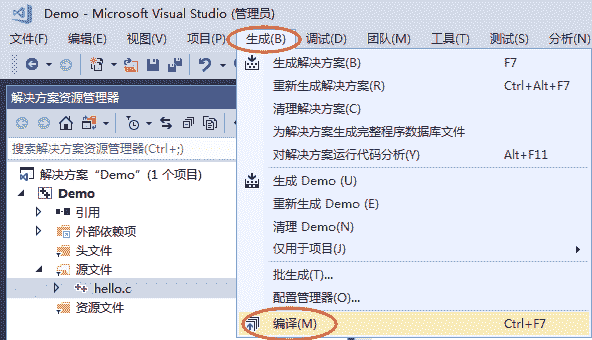 Demo - Microsoft Visual Studio (管理员)
文件(F) 编辑(E) 视图(V) 项目(P) 生成(B) 调试(D) 团队(M) 工具(T) 测试(S) 分析(N)
解决方案资源管理器
搜索解决方案资源管理器(Ctrl+;)
解决方案"Demo"(1 个项目)
Demo
引用
外部依赖项
头文件
源文件
hello.c
资源文件
生成解决方案(B) F7
重新生成解决方案(R) Ctrl+Alt+F7
清理解决方案(C)
为解决方案生成完整程序数据库文件
对解决方案运行代码分析(Y) Alt+F11
生成 Demo (U)
重新生成 Demo (E)
清理 Demo(N)
仅用于项目(J)
批生成(T)...
配置管理器(O)...
编译(M) Ctrl+F7